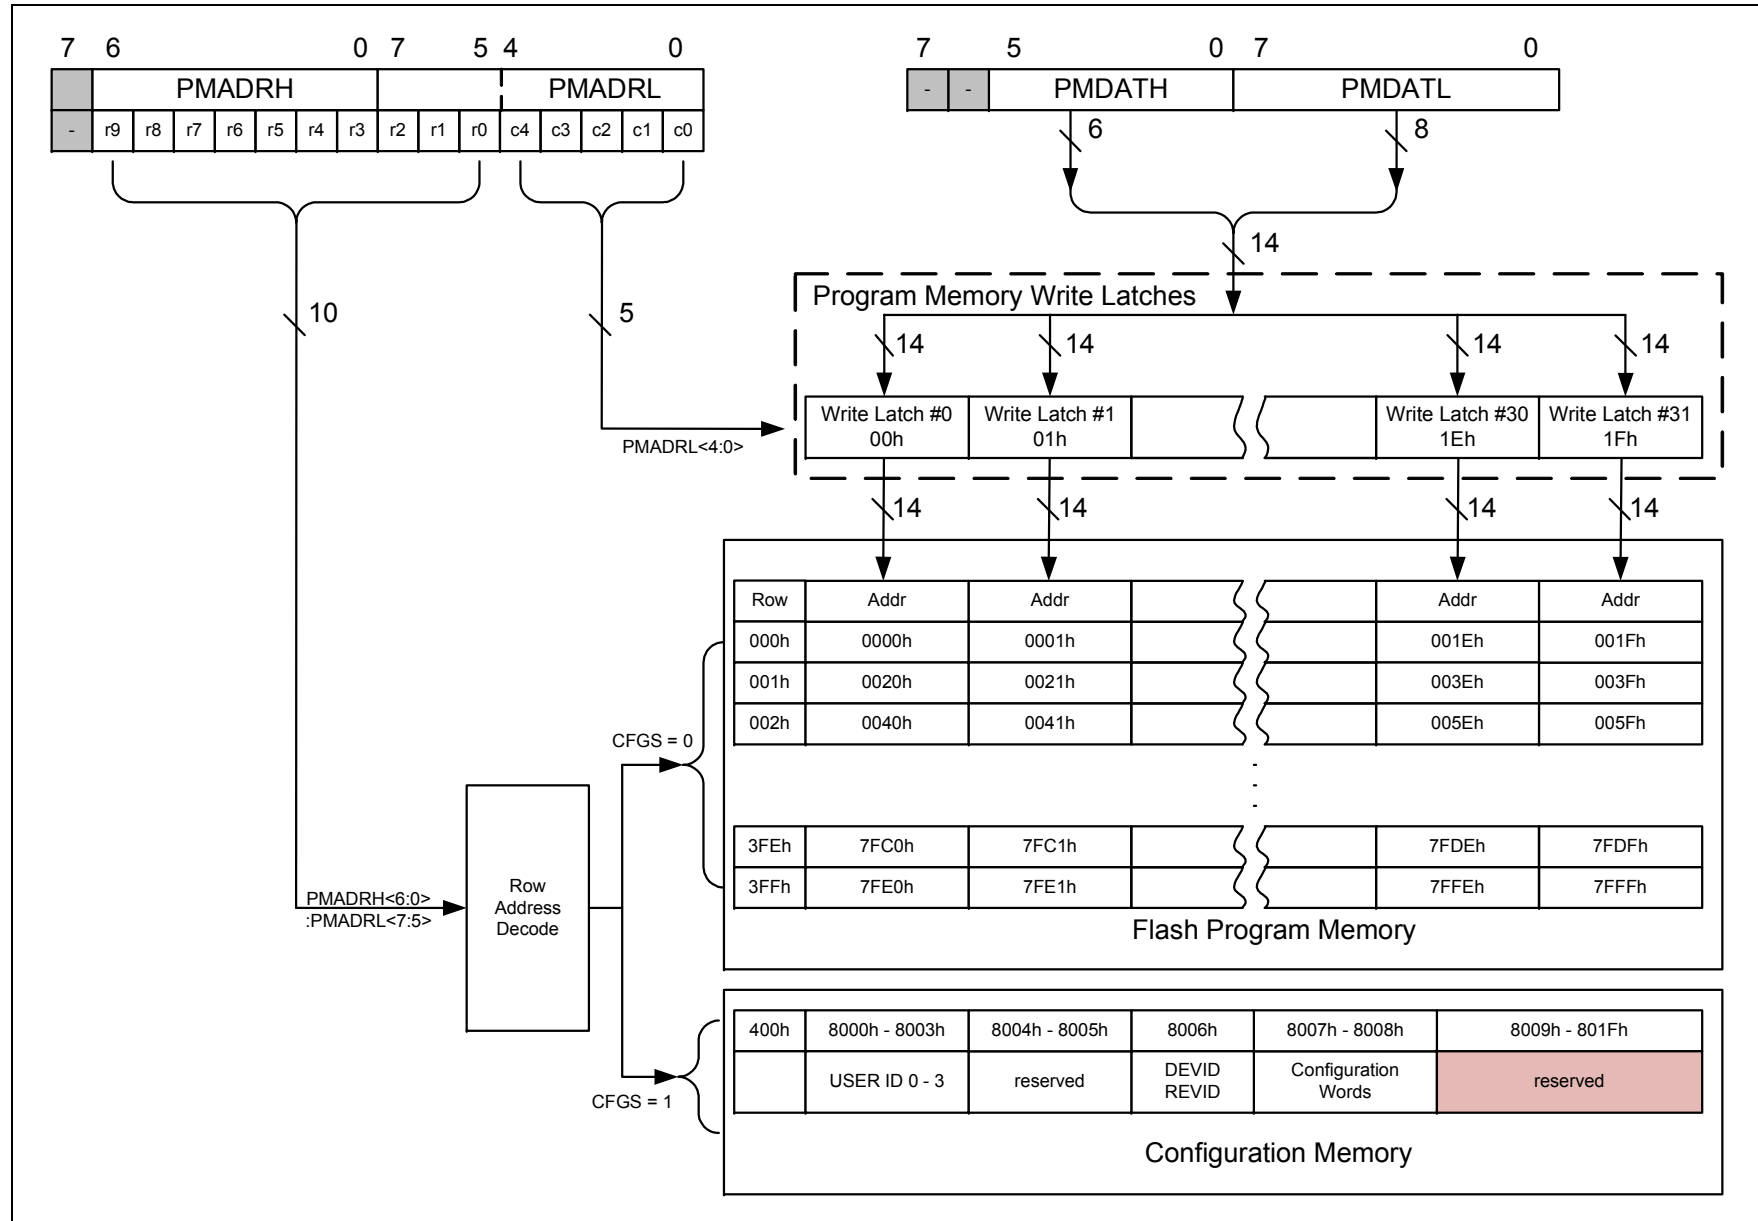 7 6 0 7 5 4 0
7 5 0 7 0
PMADRH PMADRL
- - PMDATH PMDATL
- r9 r8 r7 r6 r5 r4 r3 r2 r1 r0 c4 c3 c2 c1 c0
6 8
14
10 5
Program Memory Write Latches
14 14 14 14
Write Latch #0 Write Latch #1 Write Latch #30 Write Latch #31
00h 01h 1Eh 1Fh
PMADRL<4:0>
14 14 14 14
Row Addr Addr Addr Addr
000h 0000h 0001h 001Eh 001Fh
001h 0020h 0021h 003Eh 003Fh
002h 0040h 0041h 005Eh 005Fh
CFGS = 0
3FEh 7FC0h 7FC1h 7FDEh 7FDFh
3FFh 7FE0h 7FE1h 7FFEh 7FFFh
Row
Address
Decode
PMADRH<6:0>
:PMADRL<7:5>
Flash Program Memory
400h 8000h - 8003h 8004h - 8005h 8006h 8007h - 8008h 8009h - 801Fh
USER ID 0 - 3 reserved DEVID REVID Configuration Words reserved
CFGS = 1
Configuration Memory